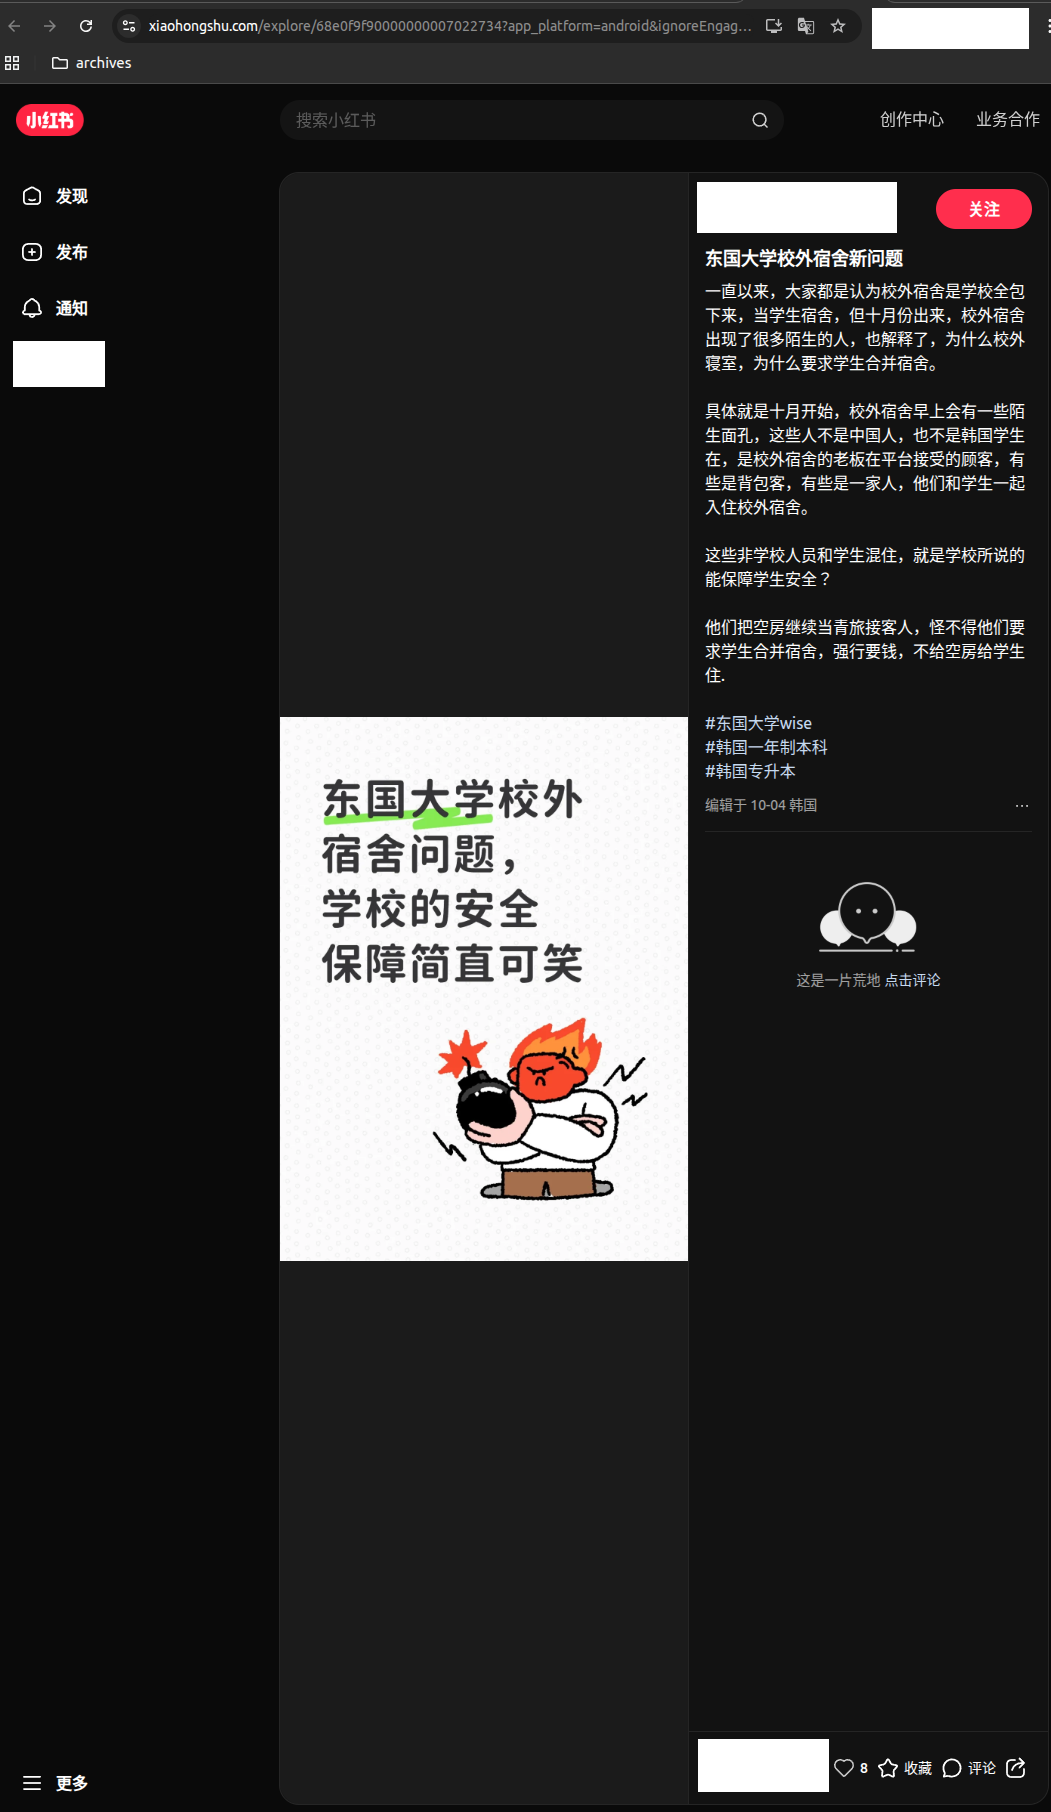 xiaohongshu.com/explore/68e0f9f90000000007022734?app_platform=android&ignoreEngag...
archives
小红书
搜索小红书
创作中心
业务合作
发现
发布
通知
关注
东国大学校外宿舍新问题
一直以来，大家都是认为校外宿舍是学校全包
下来，当学生宿舍，但十月份出来，校外宿舍
出现了很多陌生的人，也解释了，为什么校外
寝室，为什么要求学生合并宿舍。
具体就是十月开始，校外宿舍早上会有一些陌
生面孔，这些人不是中国人，也不是韩国学生
在，是校外宿舍的老板在平台接受的顾客，有
些是背包客，有些是一家人，他们和学生一起
入住校外宿舍。
这些非学校人员和学生混住，就是学校所说的
能保障学生安全？
他们把空房继续当青旅接客人，怪不得他们要
求学生合并宿舍，强行要钱，不给空房给学生
住.
#东国大学wise
#韩国一年制本科
#韩国专升本
编辑于 10-04 韩国
东国大学校外
宿舍问题，
学校的安全
保障简直可笑
这是一片荒地 点击评论
更多
8
收藏
评论